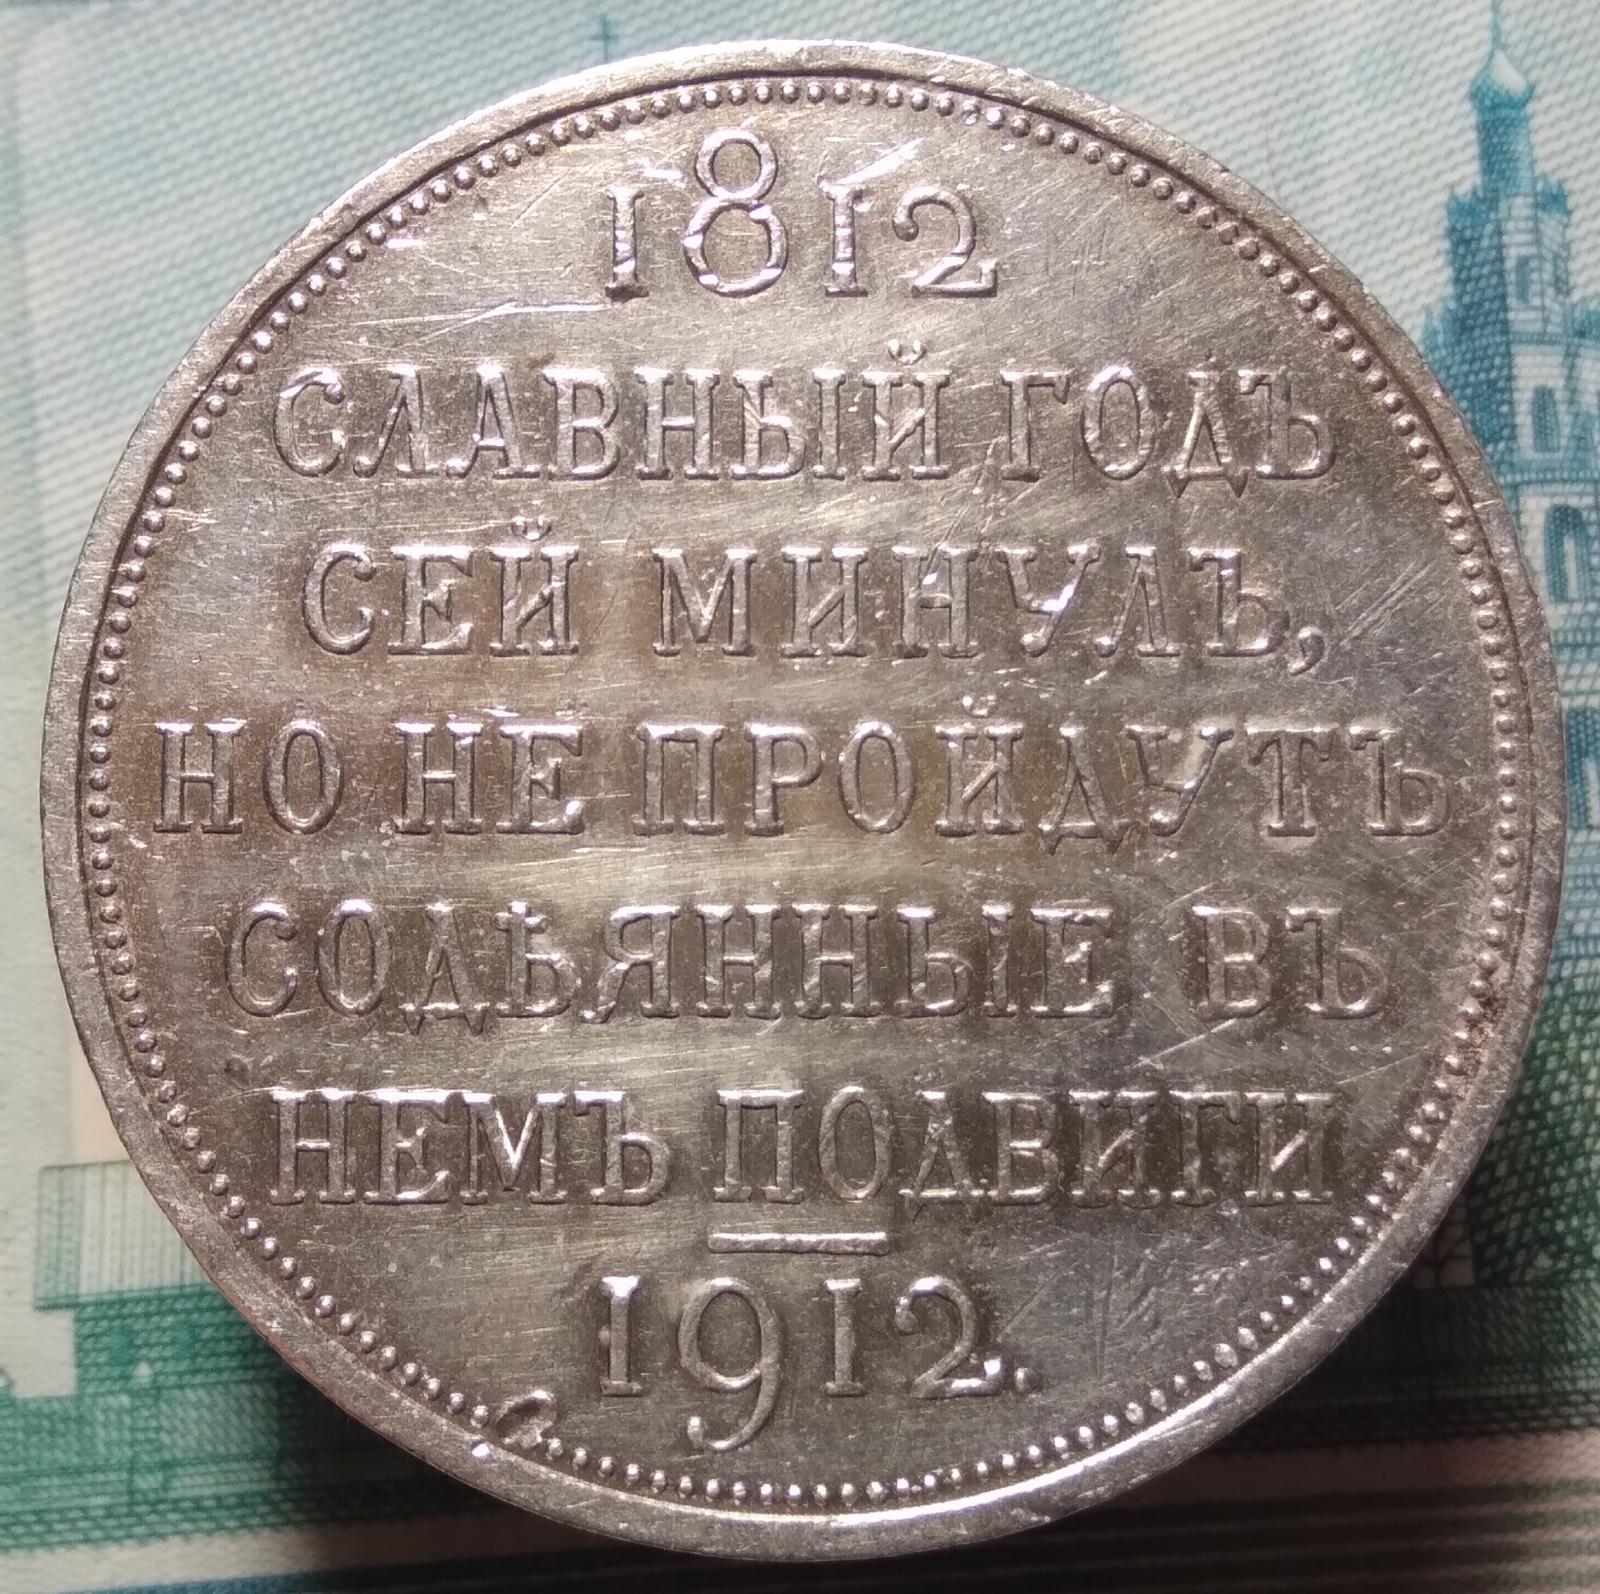 1812
СЛАВНЫЙ ГОДЪ
СЕЙ МИНУЛЪ,
НО НЕ ПРОЙДУТЪ
СОДѢЯННЫЕ ВЪ
НЕМЪ ПОДВИГИ
1912.